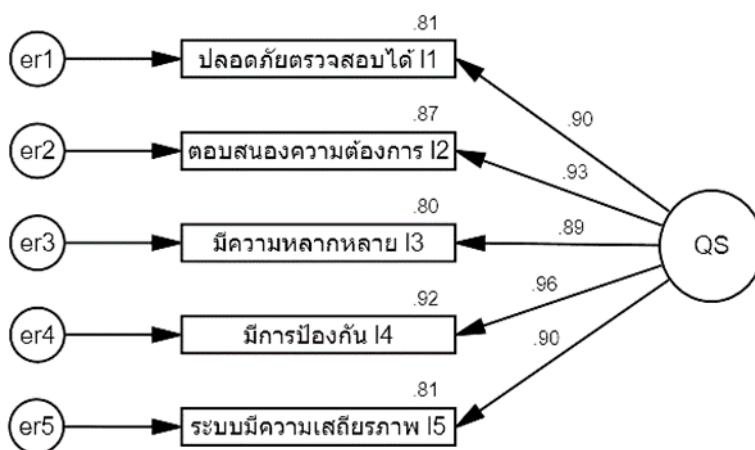 .81
er1 ปลอดภัยตรวจสอบได้ I1
.90
.87
er2 ตอบสนองความต้องการ I2
.93
.80
er3 มีความหลากหลาย I3
.89
QS
.92
er4 มีการป้องกัน I4
.96
.81
er5 ระบบมีความเสถียรภาพ I5
.90